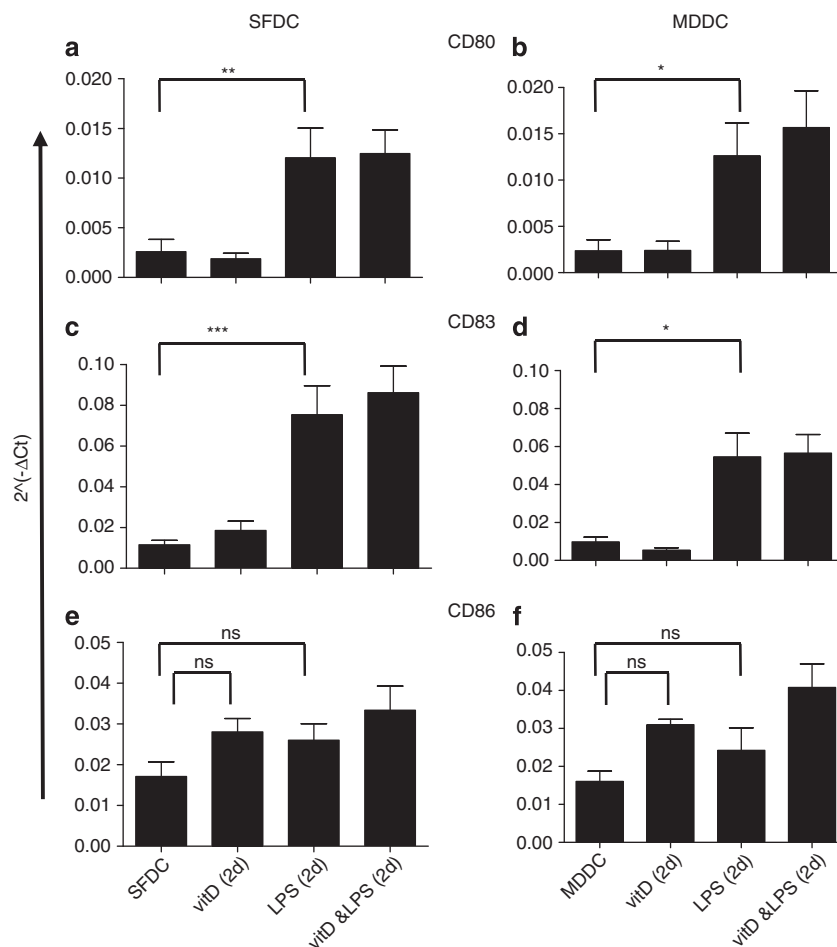 SFDC
MDDC
a
CD80
b
**
*
0.020
0.015
0.010
0.005
0.000
0.020
0.015
0.010
0.005
0.000
c
CD83
d
***
*
0.10
0.08
0.06
0.04
0.02
0.00
0.10
0.08
0.06
0.04
0.02
0.00
2^(-ΔCt)
e
CD86
f
ns
ns
ns
ns
0.05
0.04
0.03
0.02
0.01
0.00
0.05
0.04
0.03
0.02
0.01
0.00
SFDC
vitD (2d)
LPS (2d)
vitD &LPS (2d)
MDDC
vitD (2d)
LPS (2d)
vitD &LPS (2d)